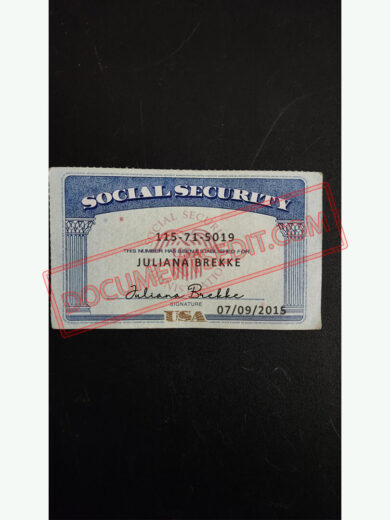 SOCIAL SECURITY
115-71-5019
THIS NUMBER HAS BEEN ESTABLISHED FOR
JULIANA BREKKE
Juliana Brekke
SIGNATURE
07/09/2015
USA